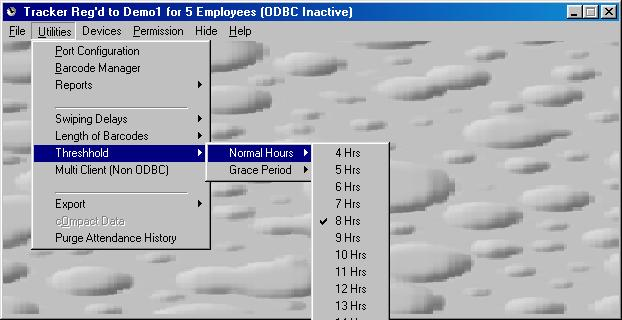 Tracker Reg'd to Demo1 for 5 Employees (ODBC Inactive)
File Utilities Devices Permission Hide Help
Port Configuration
Barcode Manager
Reports
Swiping Delays
Length of Barcodes
Threshhold
Normal Hours
4 Hrs
5 Hrs
Multi Client (Non ODBC)
Grace Period
6 Hrs
7 Hrs
Export
8 Hrs
cOmpact Data
9 Hrs
Purge Attendance History
10 Hrs
11 Hrs
12 Hrs
13 Hrs
14 Hrs